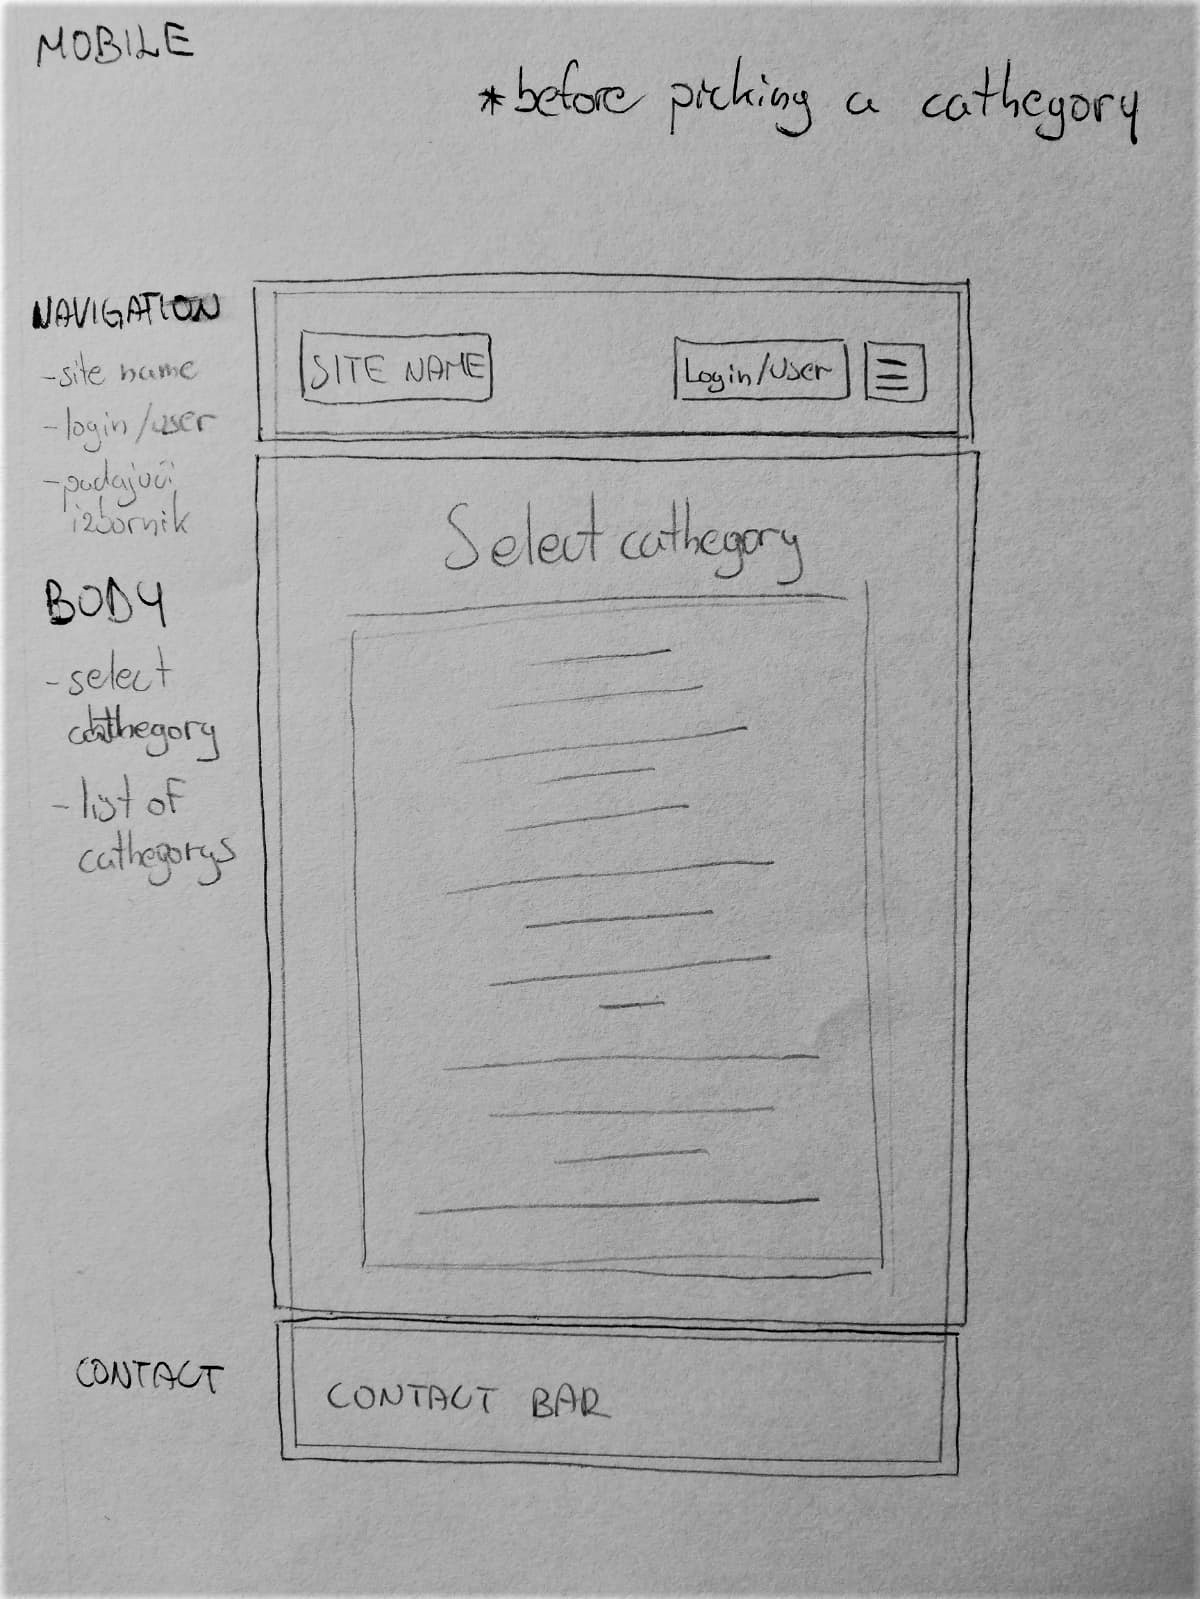 MOBILE
*before picking a cathegory
NAVIGATION
-site name
-login/user
-padajući
izbornik
BODY
-select
cathegory
-list of
cathegorys
CONTACT
SITE NAME
Login/User
Select cathegory
CONTACT BAR